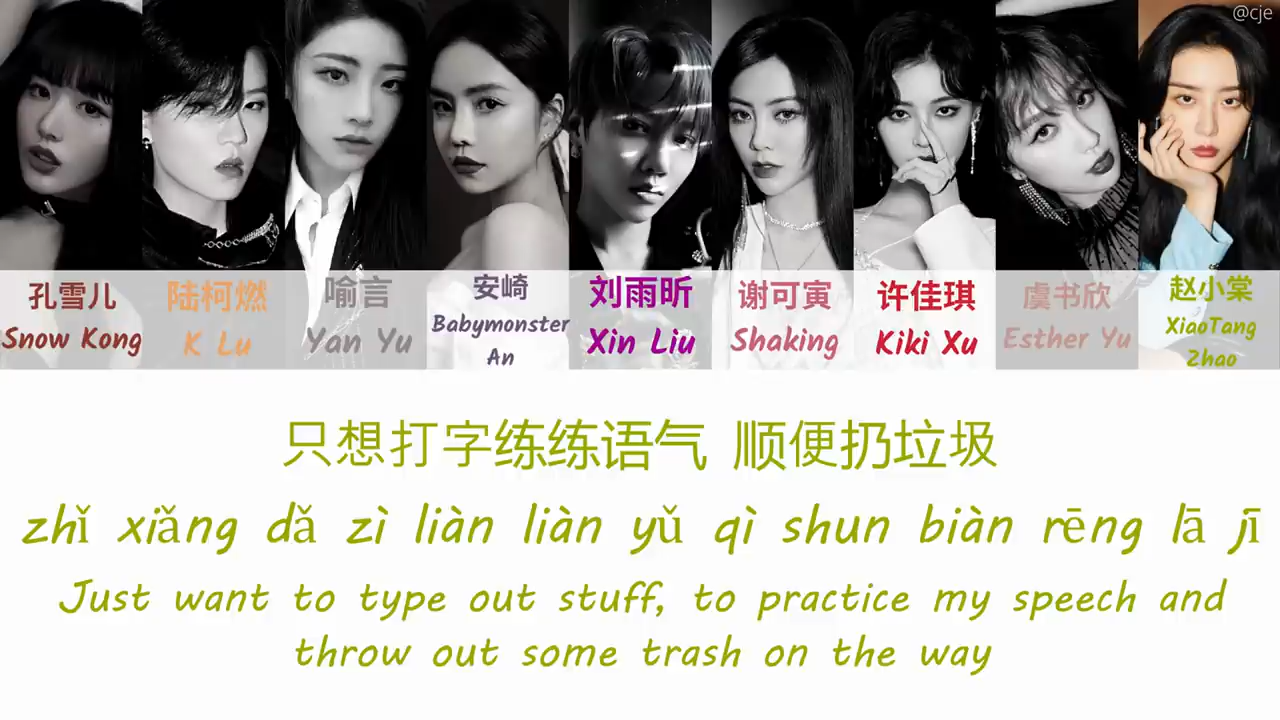 @cje
孔雪儿
Snow Kong
陆柯燃
K Lu
喻言
Yan Yu
安崎
Babymonster
An
刘雨昕
Xin Liu
谢可寅
Shaking
许佳琪
Kiki Xu
虞书欣
Esther Yu
赵小棠
XiaoTang
Zhao
只想打字练练语气 顺便扔垃圾
zhǐ xiǎng dǎ zì liàn liàn yǔ qì shun biàn rēng lā jī
Just want to type out stuff, to practice my speech and
throw out some trash on the way